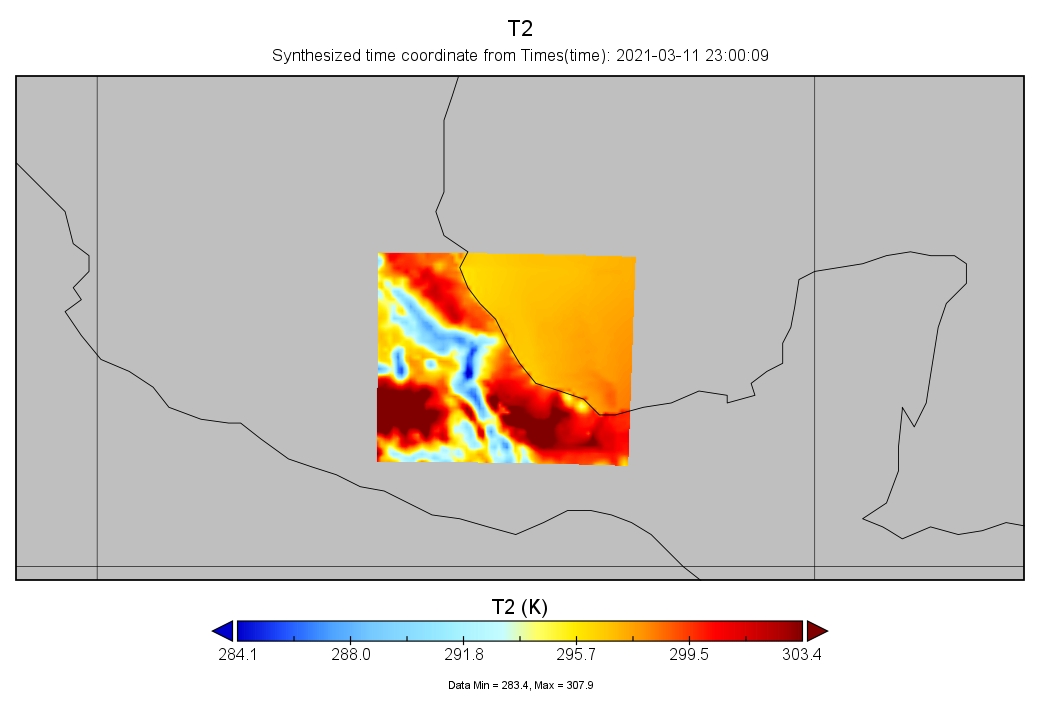 T2
Synthesized time coordinate from Times(time): 2021-03-11 23:00:09
T2 (K)
284.1 288.0 291.8 295.7 299.5 303.4
Data Min = 283.4, Max = 307.9